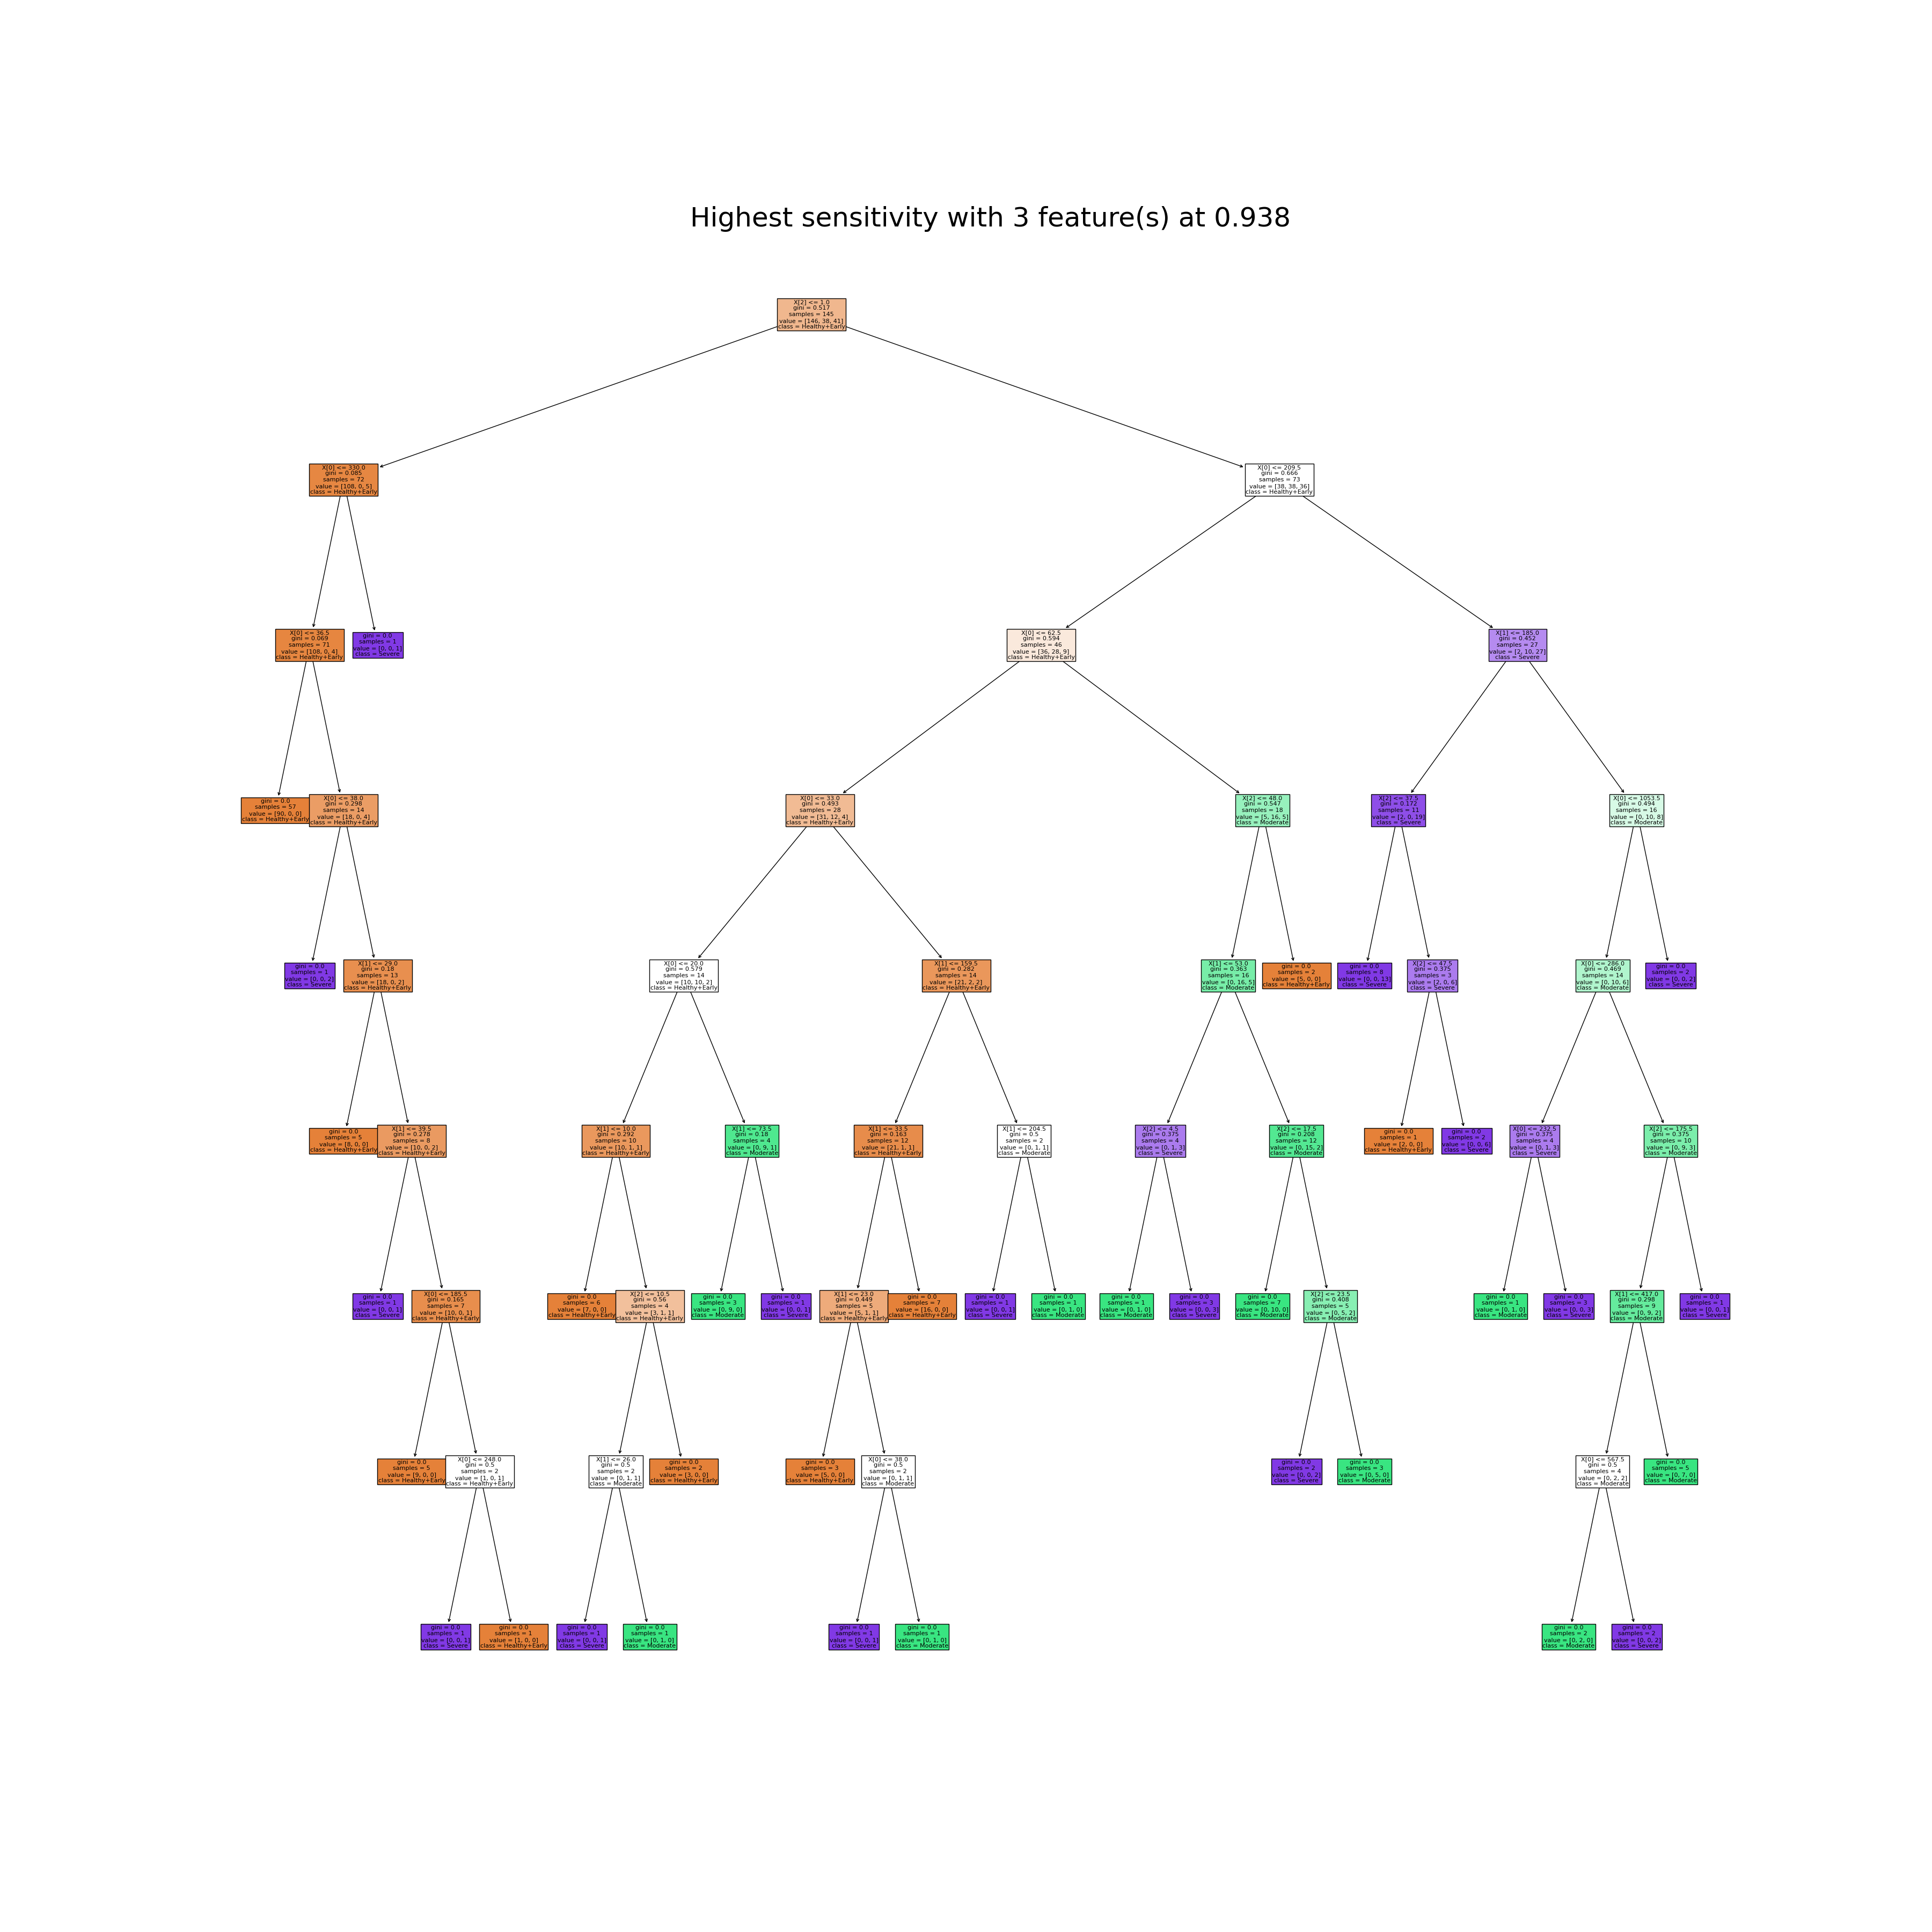 Highest sensitivity with 3 feature(s) at 0.938
X[2] <= 1.0
gini = 0.517
samples = 145
value = [146, 38, 41]
class = Healthy+Early
X[0] <= 330.0
gini = 0.085
samples = 72
value = [108, 0, 5]
class = Healthy+Early
X[0] <= 209.5
gini = 0.666
samples = 73
value = [38, 38, 36]
class = Healthy+Early
X[0] <= 36.5
gini = 0.069
samples = 71
value = [108, 0, 4]
class = Healthy+Early
gini = 0.0
samples = 1
value = [0, 0, 1]
class = Severe
X[0] <= 62.5
gini = 0.594
samples = 46
value = [36, 28, 9]
class = Healthy+Early
X[1] <= 185.0
gini = 0.452
samples = 27
value = [2, 10, 27]
class = Severe
gini = 0.0
samples = 57
value = [90, 0, 0]
class = Healthy+Early
X[0] <= 38.0
gini = 0.298
samples = 14
value = [18, 0, 4]
class = Healthy+Early
X[0] <= 33.0
gini = 0.493
samples = 28
value = [31, 12, 4]
class = Healthy+Early
X[2] <= 48.0
gini = 0.547
samples = 18
value = [5, 16, 5]
class = Moderate
X[2] <= 37.5
gini = 0.172
samples = 11
value = [2, 0, 19]
class = Severe
X[0] <= 1053.5
gini = 0.494
samples = 16
value = [0, 10, 8]
class = Moderate
gini = 0.0
samples = 1
value = [0, 0, 2]
class = Severe
X[1] <= 29.0
gini = 0.18
samples = 13
value = [18, 0, 2]
class = Healthy+Early
X[0] <= 20.0
gini = 0.579
samples = 14
value = [10, 10, 2]
class = Healthy+Early
X[1] <= 159.5
gini = 0.282
samples = 14
value = [21, 2, 2]
class = Healthy+Early
X[1] <= 53.0
gini = 0.363
samples = 16
value = [0, 16, 5]
class = Moderate
gini = 0.0
samples = 2
value = [5, 0, 0]
class = Healthy+Early
gini = 0.0
samples = 8
value = [0, 0, 13]
class = Severe
X[2] <= 47.5
gini = 0.375
samples = 3
value = [2, 0, 6]
class = Severe
X[0] <= 286.0
gini = 0.469
samples = 14
value = [0, 10, 6]
class = Moderate
gini = 0.0
samples = 2
value = [0, 0, 2]
class = Severe
gini = 0.0
samples = 5
value = [8, 0, 0]
class = Healthy+Early
X[1] <= 39.5
gini = 0.278
samples = 8
value = [10, 0, 2]
class = Healthy+Early
X[1] <= 10.0
gini = 0.292
samples = 10
value = [10, 1, 1]
class = Healthy+Early
X[1] <= 73.5
gini = 0.18
samples = 4
value = [0, 9, 1]
class = Moderate
X[1] <= 33.5
gini = 0.163
samples = 12
value = [21, 1, 1]
class = Healthy+Early
X[1] <= 204.5
gini = 0.5
samples = 2
value = [0, 1, 1]
class = Moderate
X[2] <= 4.5
gini = 0.375
samples = 4
value = [0, 1, 3]
class = Severe
X[2] <= 17.5
gini = 0.208
samples = 12
value = [0, 15, 2]
class = Moderate
gini = 0.0
samples = 1
value = [2, 0, 0]
class = Healthy+Early
gini = 0.0
samples = 2
value = [0, 0, 6]
class = Severe
X[0] <= 232.5
gini = 0.375
samples = 4
value = [0, 1, 3]
class = Severe
X[2] <= 175.5
gini = 0.375
samples = 10
value = [0, 9, 3]
class = Moderate
gini = 0.0
samples = 1
value = [0, 0, 1]
class = Severe
X[0] <= 185.5
gini = 0.165
samples = 7
value = [10, 0, 1]
class = Healthy+Early
gini = 0.0
samples = 6
value = [7, 0, 0]
class = Healthy+Early
X[2] <= 10.5
gini = 0.56
samples = 4
value = [3, 1, 1]
class = Healthy+Early
gini = 0.0
samples = 3
value = [0, 9, 0]
class = Moderate
gini = 0.0
samples = 1
value = [0, 0, 1]
class = Severe
X[1] <= 23.0
gini = 0.449
samples = 5
value = [5, 1, 1]
class = Healthy+Early
gini = 0.0
samples = 7
value = [16, 0, 0]
class = Healthy+Early
gini = 0.0
samples = 1
value = [0, 0, 1]
class = Severe
gini = 0.0
samples = 1
value = [0, 1, 0]
class = Moderate
gini = 0.0
samples = 1
value = [0, 1, 0]
class = Moderate
gini = 0.0
samples = 3
value = [0, 0, 3]
class = Severe
gini = 0.0
samples = 7
value = [0, 10, 0]
class = Moderate
X[2] <= 23.5
gini = 0.408
samples = 5
value = [0, 5, 2]
class = Moderate
gini = 0.0
samples = 1
value = [0, 1, 0]
class = Moderate
gini = 0.0
samples = 3
value = [0, 0, 3]
class = Severe
X[1] <= 417.0
gini = 0.298
samples = 9
value = [0, 9, 2]
class = Moderate
gini = 0.0
samples = 1
value = [0, 0, 1]
class = Severe
gini = 0.0
samples = 5
value = [9, 0, 0]
class = Healthy+Early
X[0] <= 248.0
gini = 0.5
samples = 2
value = [1, 0, 1]
class = Healthy+Early
X[1] <= 26.0
gini = 0.5
samples = 2
value = [0, 1, 1]
class = Moderate
gini = 0.0
samples = 2
value = [3, 0, 0]
class = Healthy+Early
gini = 0.0
samples = 3
value = [5, 0, 0]
class = Healthy+Early
X[0] <= 38.0
gini = 0.5
samples = 2
value = [0, 1, 1]
class = Moderate
gini = 0.0
samples = 2
value = [0, 0, 2]
class = Severe
gini = 0.0
samples = 3
value = [0, 5, 0]
class = Moderate
X[0] <= 567.5
gini = 0.5
samples = 4
value = [0, 2, 2]
class = Moderate
gini = 0.0
samples = 5
value = [0, 7, 0]
class = Moderate
gini = 0.0
samples = 1
value = [0, 0, 1]
class = Severe
gini = 0.0
samples = 1
value = [1, 0, 0]
class = Healthy+Early
gini = 0.0
samples = 1
value = [0, 0, 1]
class = Severe
gini = 0.0
samples = 1
value = [0, 1, 0]
class = Moderate
gini = 0.0
samples = 1
value = [0, 0, 1]
class = Severe
gini = 0.0
samples = 1
value = [0, 1, 0]
class = Moderate
gini = 0.0
samples = 2
value = [0, 2, 0]
class = Moderate
gini = 0.0
samples = 2
value = [0, 0, 2]
class = Severe